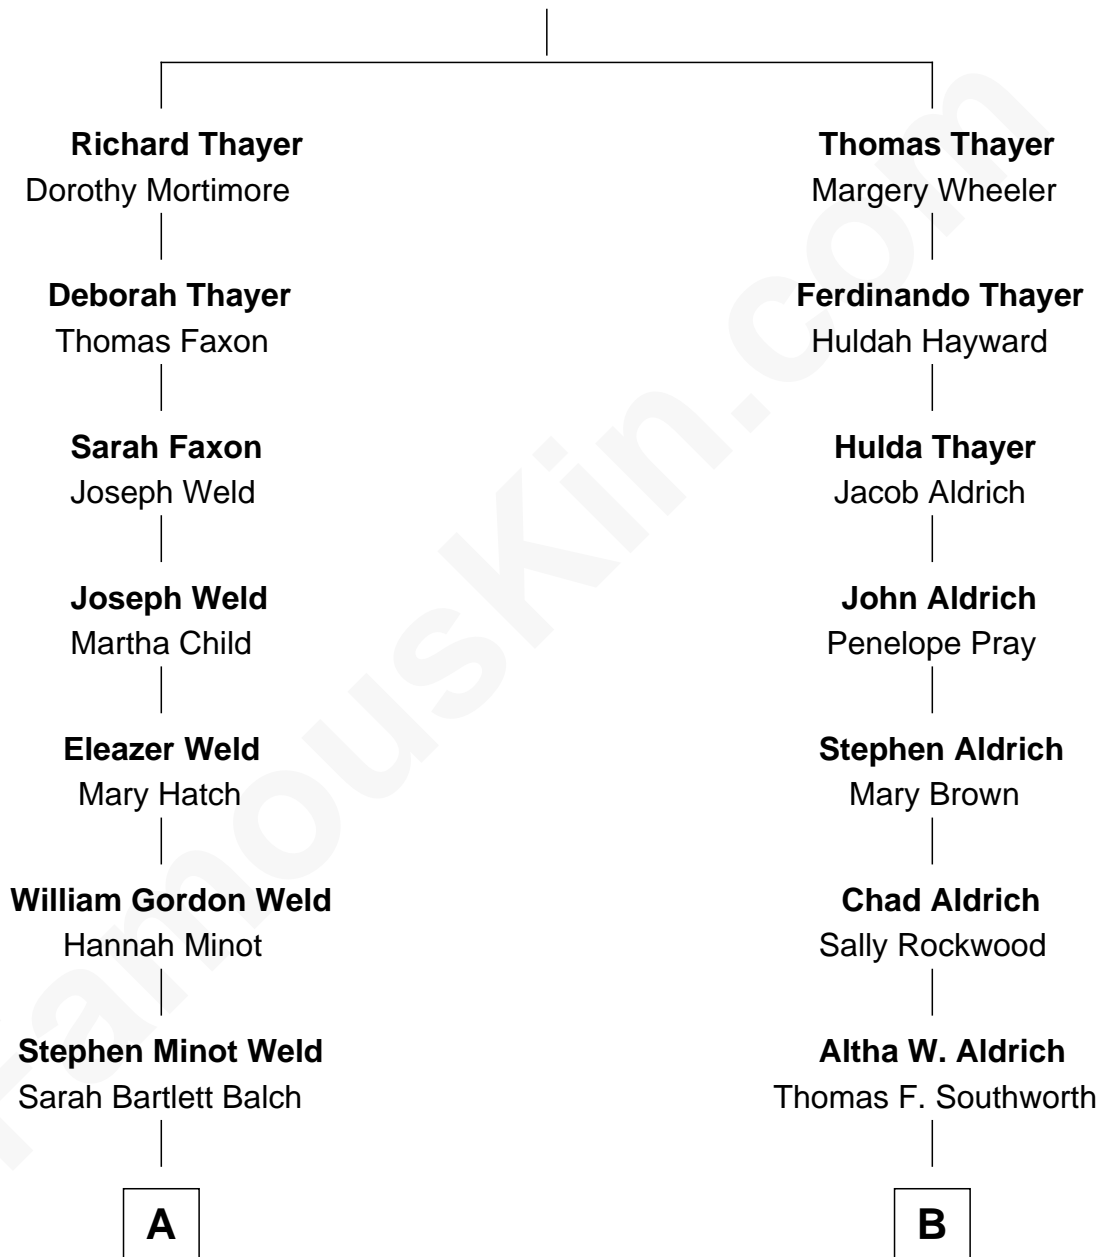 Richard Thayer
Dorothy Mortimore
Deborah Thayer
Thomas Faxon
Sarah Faxon
Joseph Weld
Joseph Weld
Martha Child
Eleazer Weld
Mary Hatch
William Gordon Weld
Hannah Minot
Stephen Minot Weld
Sarah Bartlett Balch
A
Thomas Thayer
Margery Wheeler
Ferdinando Thayer
Huldah Hayward
Hulda Thayer
Jacob Aldrich
John Aldrich
Penelope Pray
Stephen Aldrich
Mary Brown
Chad Aldrich
Sally Rockwood
Altha W. Aldrich
Thomas F. Southworth
B
FamousKin.com